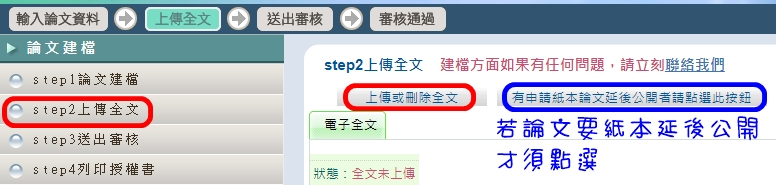 輸入論文資料 上傳全文 送出審核 審核通過
論文建檔
step1論文建檔
step2上傳全文
step3送出審核
step4列印授權書
step2上傳全文 建檔方面如果有任何問題，請立刻聯絡我們
上傳或刪除全文 有申請紙本論文延後公開者請點選此按鈕
電子全文
若論文要紙本延後公開
才須點選
狀態：全文未上傳